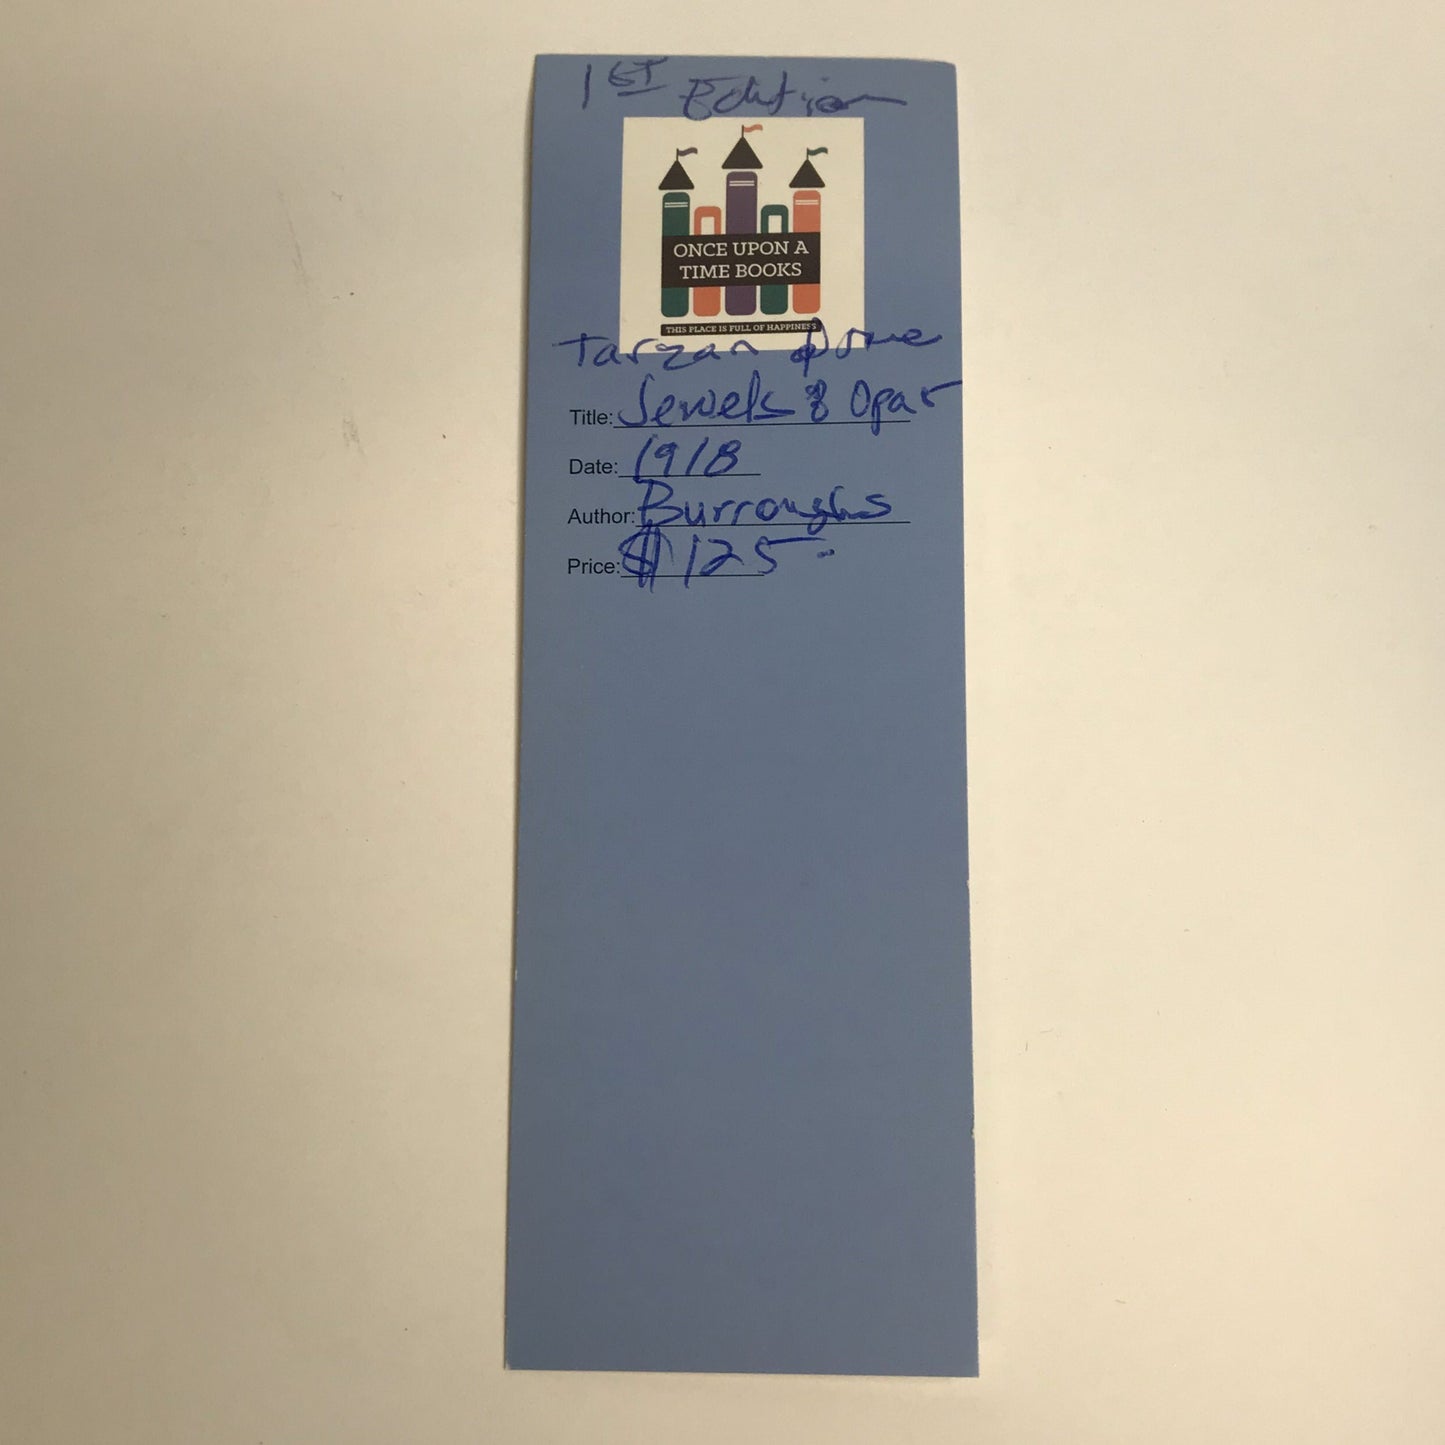 1ST Edition
ONCE UPON A
TIME BOOKS
THIS PLACE IS FULL OF HAPPINESS
Tarzan
Title: Jewels of Opar
Date: 1918
Author: Burroughs
Price: $125-